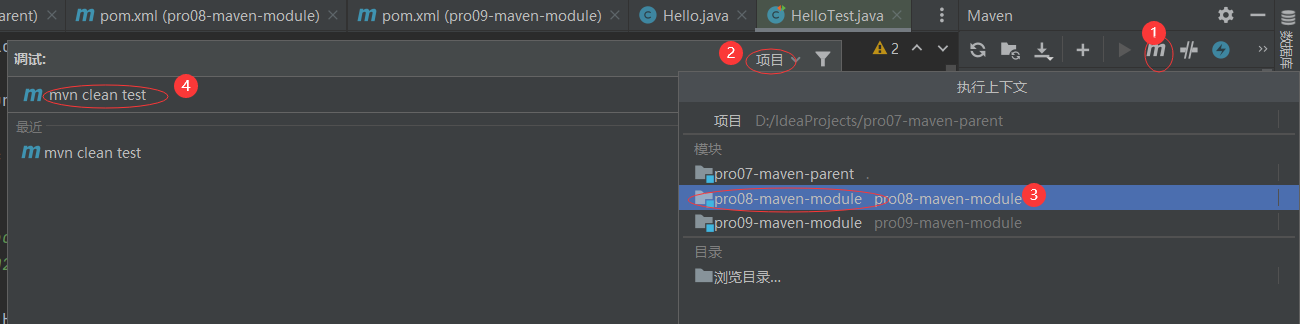 arent)
pom.xml (pro08-maven-module)
pom.xml (pro09-maven-module)
Hello.java
HelloTest.java
Maven
1
调试:
2
项目
2
数据库
4
mvn clean test
执行上下文
最近
项目 D:/IdeaProjects/pro07-maven-parent
mvn clean test
模块
pro07-maven-parent .
pro08-maven-module pro08-maven-module
3
pro09-maven-module pro09-maven-module
目录
浏览目录...